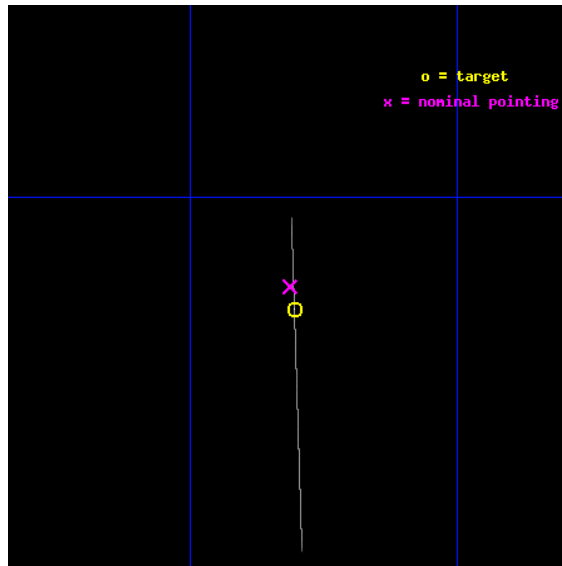 o = target
x = nominal pointing